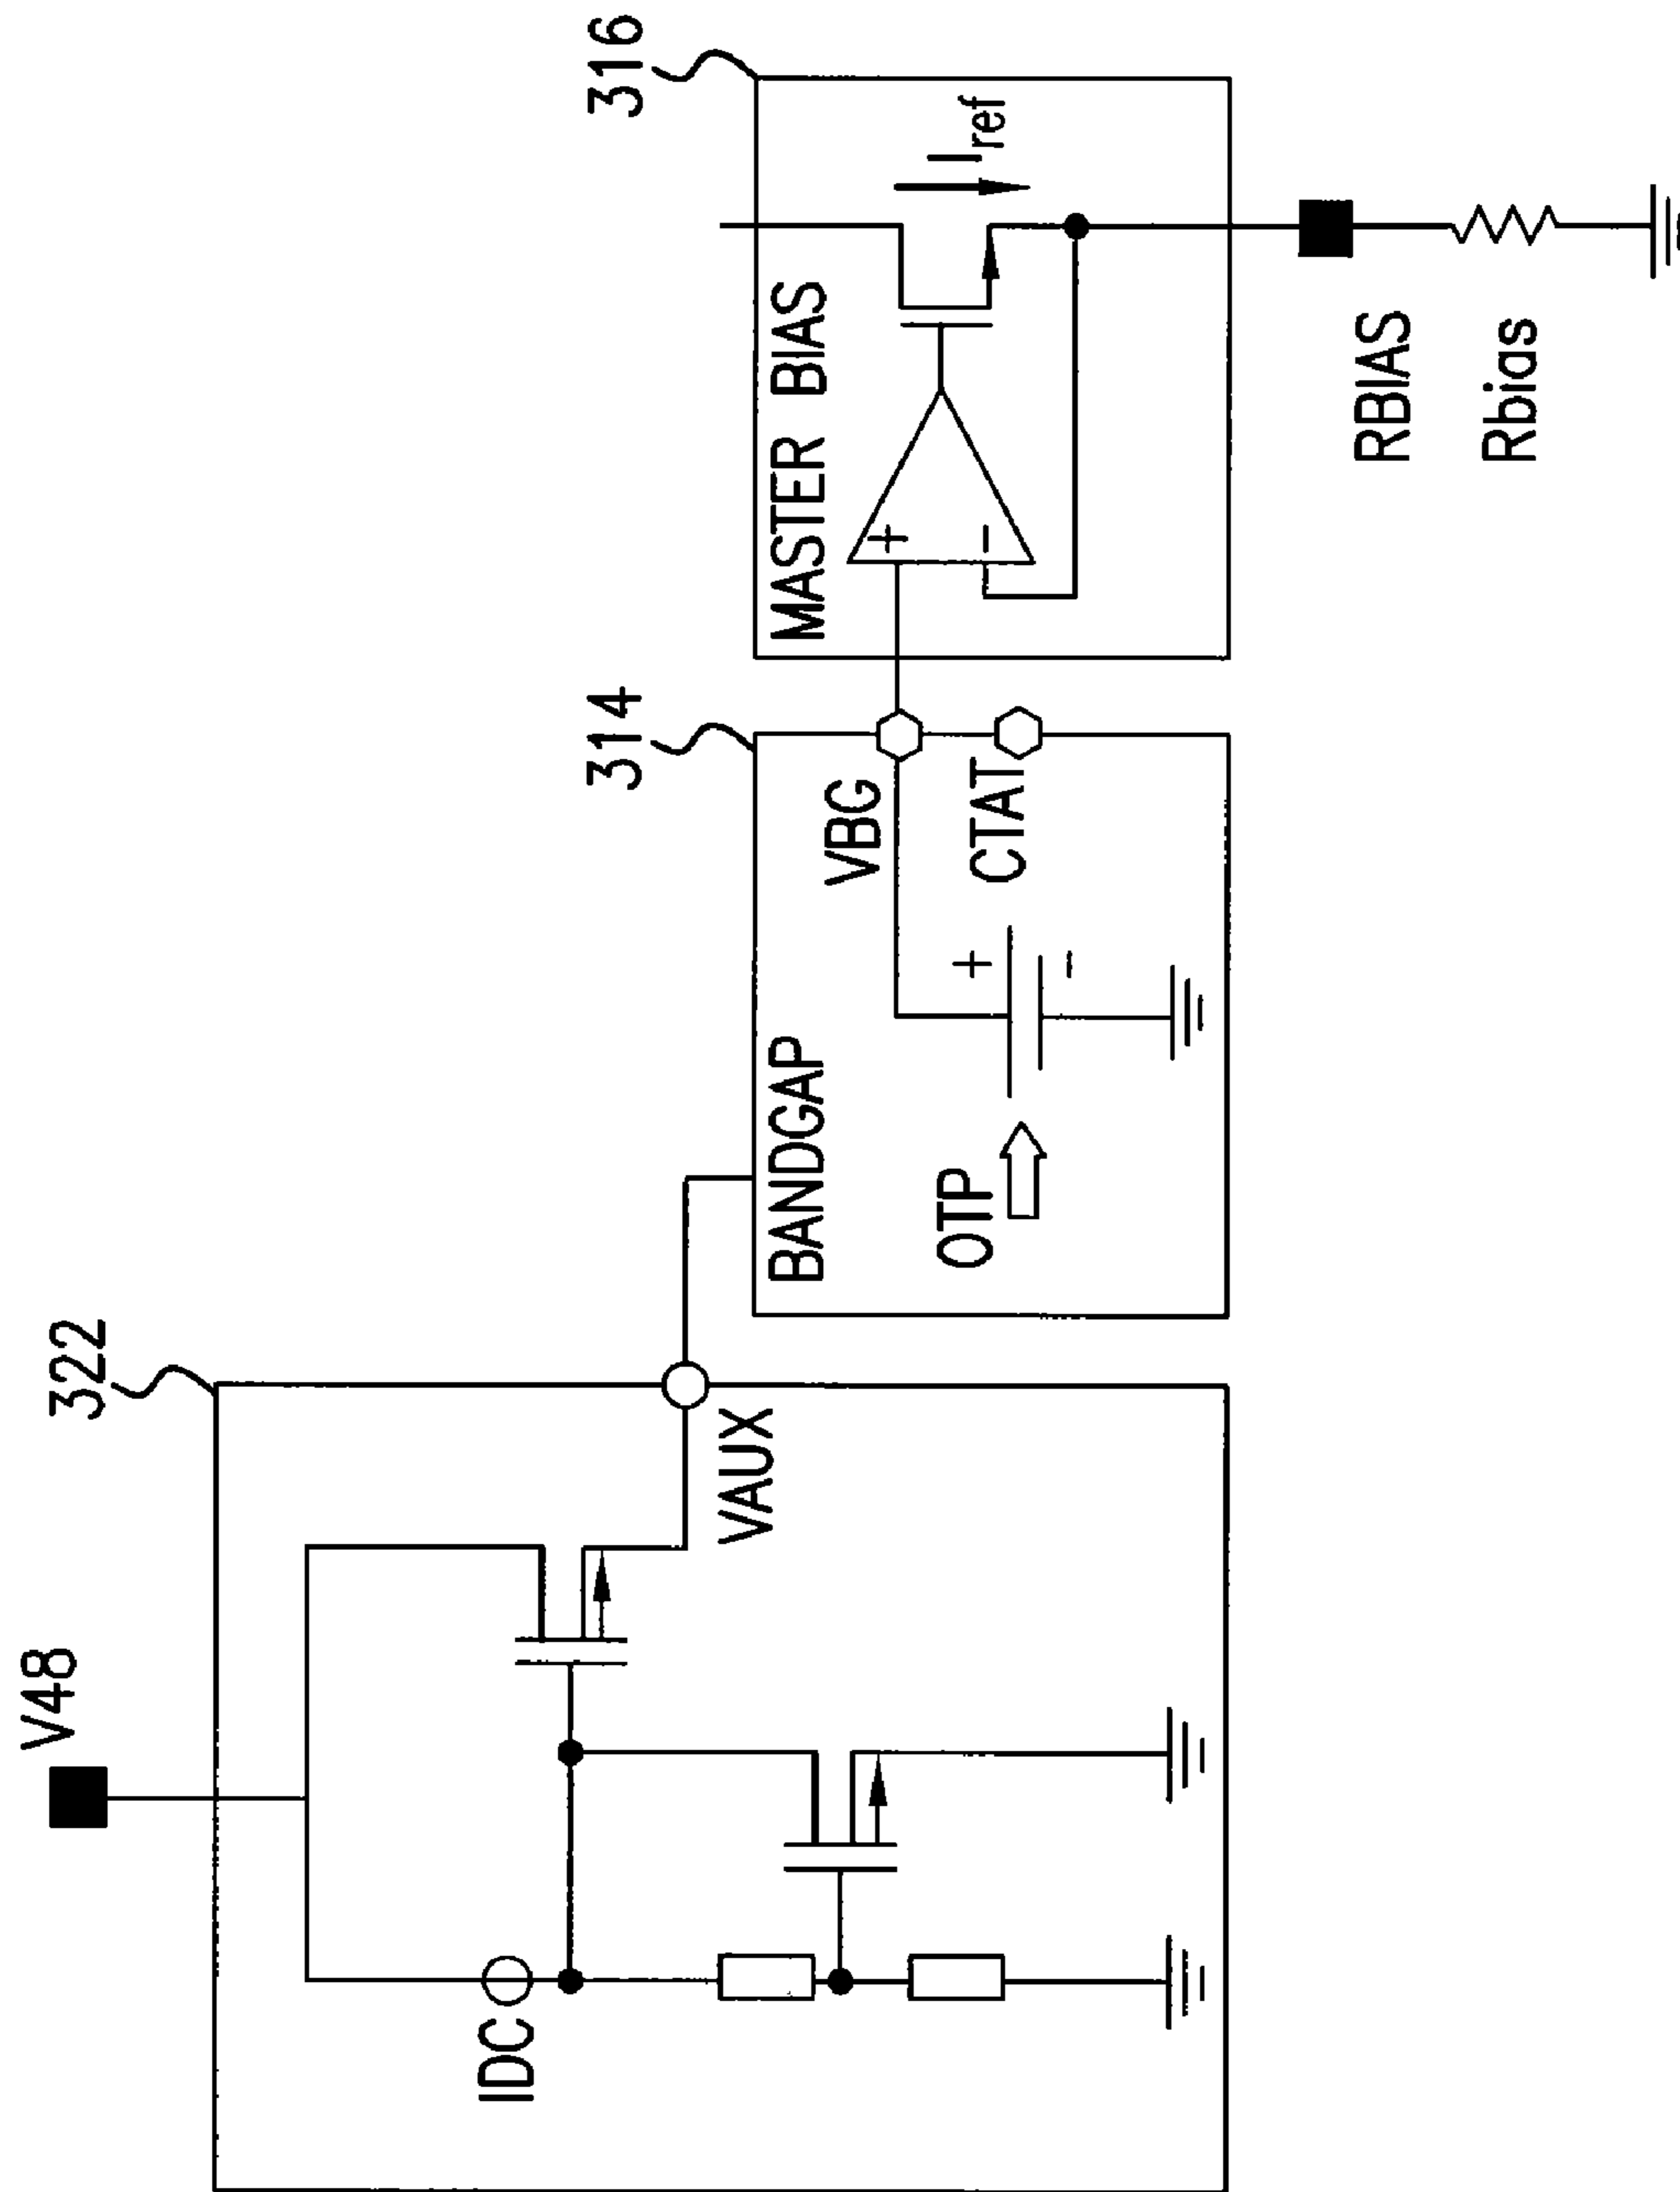 V48
322
IDC
VAUX
314
BANDGAP
OTP
+
-
VBG
CTAT
316
MASTER BIAS
+
-
Iref
RBIAS
Rbias